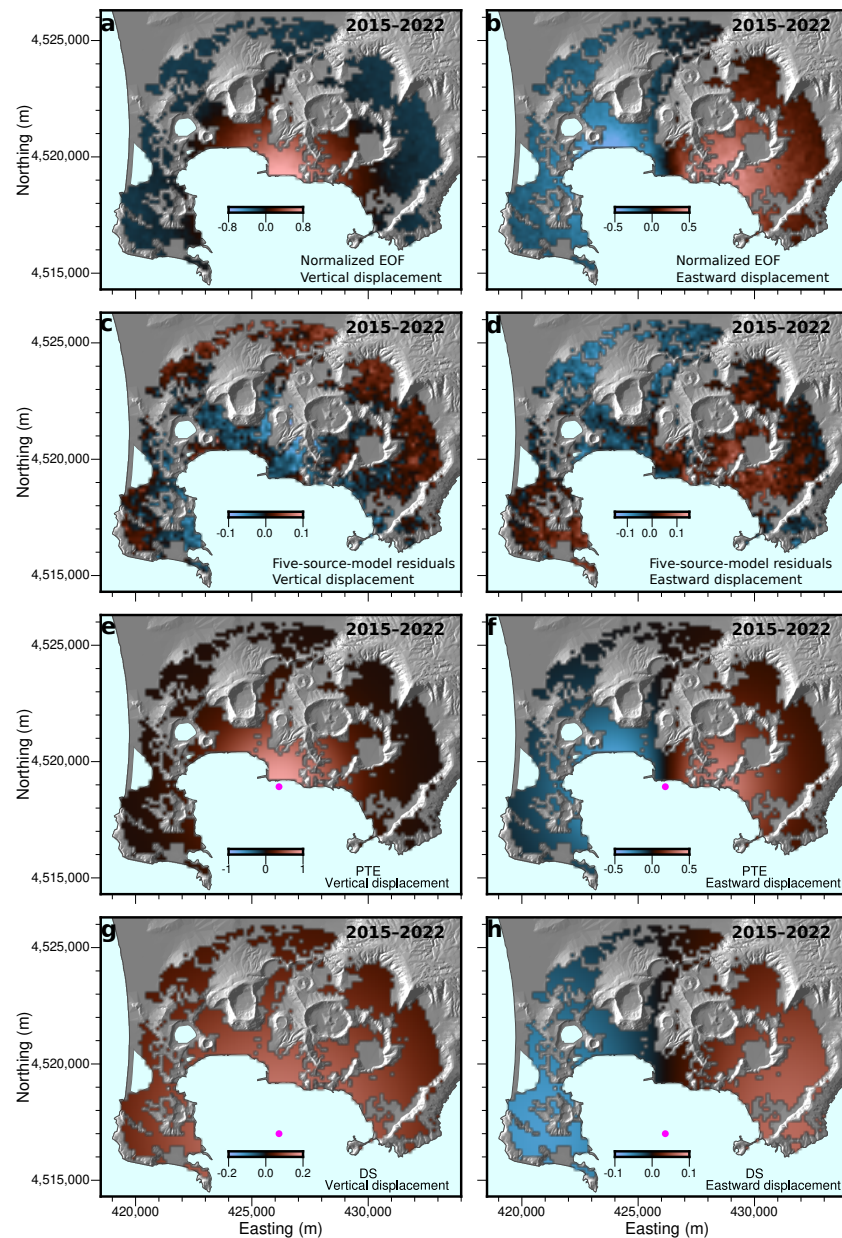 a 2015–2022
b 2015–2022
4,525,000
4,520,000
4,515,000
Northing (m)
-0.8 0.0 0.8
Normalized EOF
Vertical displacement
-0.5 0.0 0.5
Normalized EOF
Eastward displacement
c 2015–2022
d 2015–2022
4,525,000
4,520,000
4,515,000
Northing (m)
-0.1 0.0 0.1
Five-source-model residuals
Vertical displacement
-0.1 0.0 0.1
Five-source-model residuals
Eastward displacement
e 2015–2022
f 2015–2022
4,525,000
4,520,000
4,515,000
Northing (m)
-1 0 1
PTE
Vertical displacement
-0.5 0.0 0.5
PTE
Eastward displacement
g 2015–2022
h 2015–2022
4,525,000
4,520,000
4,515,000
Northing (m)
-0.2 0.0 0.2
DS
Vertical displacement
-0.1 0.0 0.1
DS
Eastward displacement
420,000 425,000 430,000
Easting (m)
420,000 425,000 430,000
Easting (m)